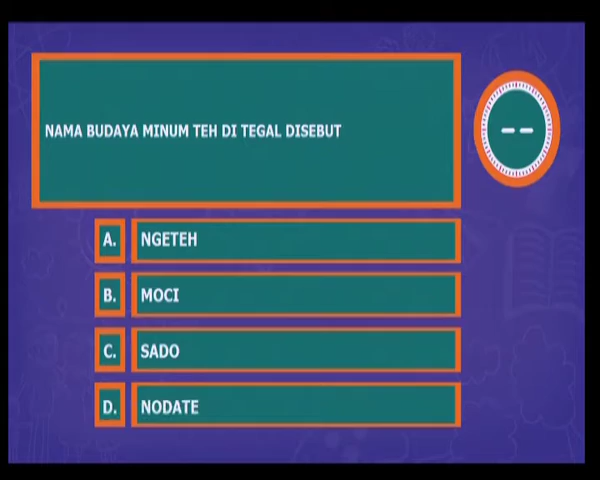 NAMA BUDAYA MINUM TEH DI TEGAL DISEBUT
--
A. NGETEH
B. MOCI
C. SADO
D. NODATE